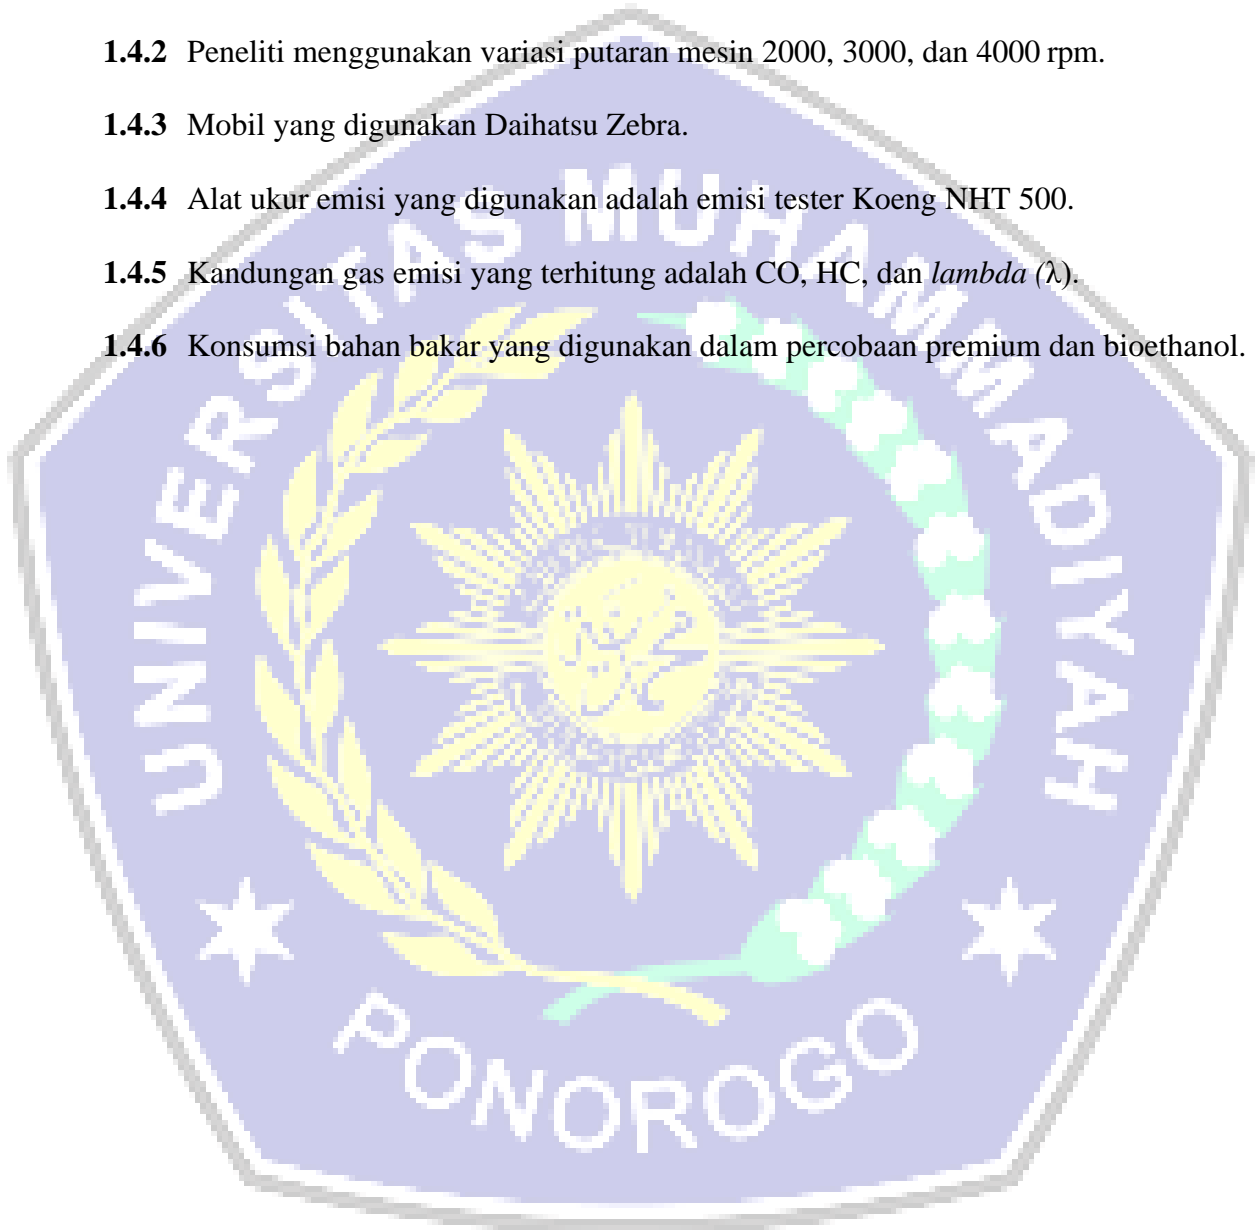 1.4.2 Peneliti menggunakan variasi putaran mesin 2000, 3000, dan 4000 rpm.
1.4.3 Mobil yang digunakan Daihatsu Zebra.
1.4.4 Alat ukur emisi yang digunakan adalah emisi tester Koeng NHT 500.
1.4.5 Kandungan gas emisi yang terhitung adalah CO, HC, dan lambda (λ).
1.4.6 Konsumsi bahan bakar yang digunakan dalam percobaan premium dan bioethanol.
UNIVERSITAS MUHAMMADIYAH
PONOROGO